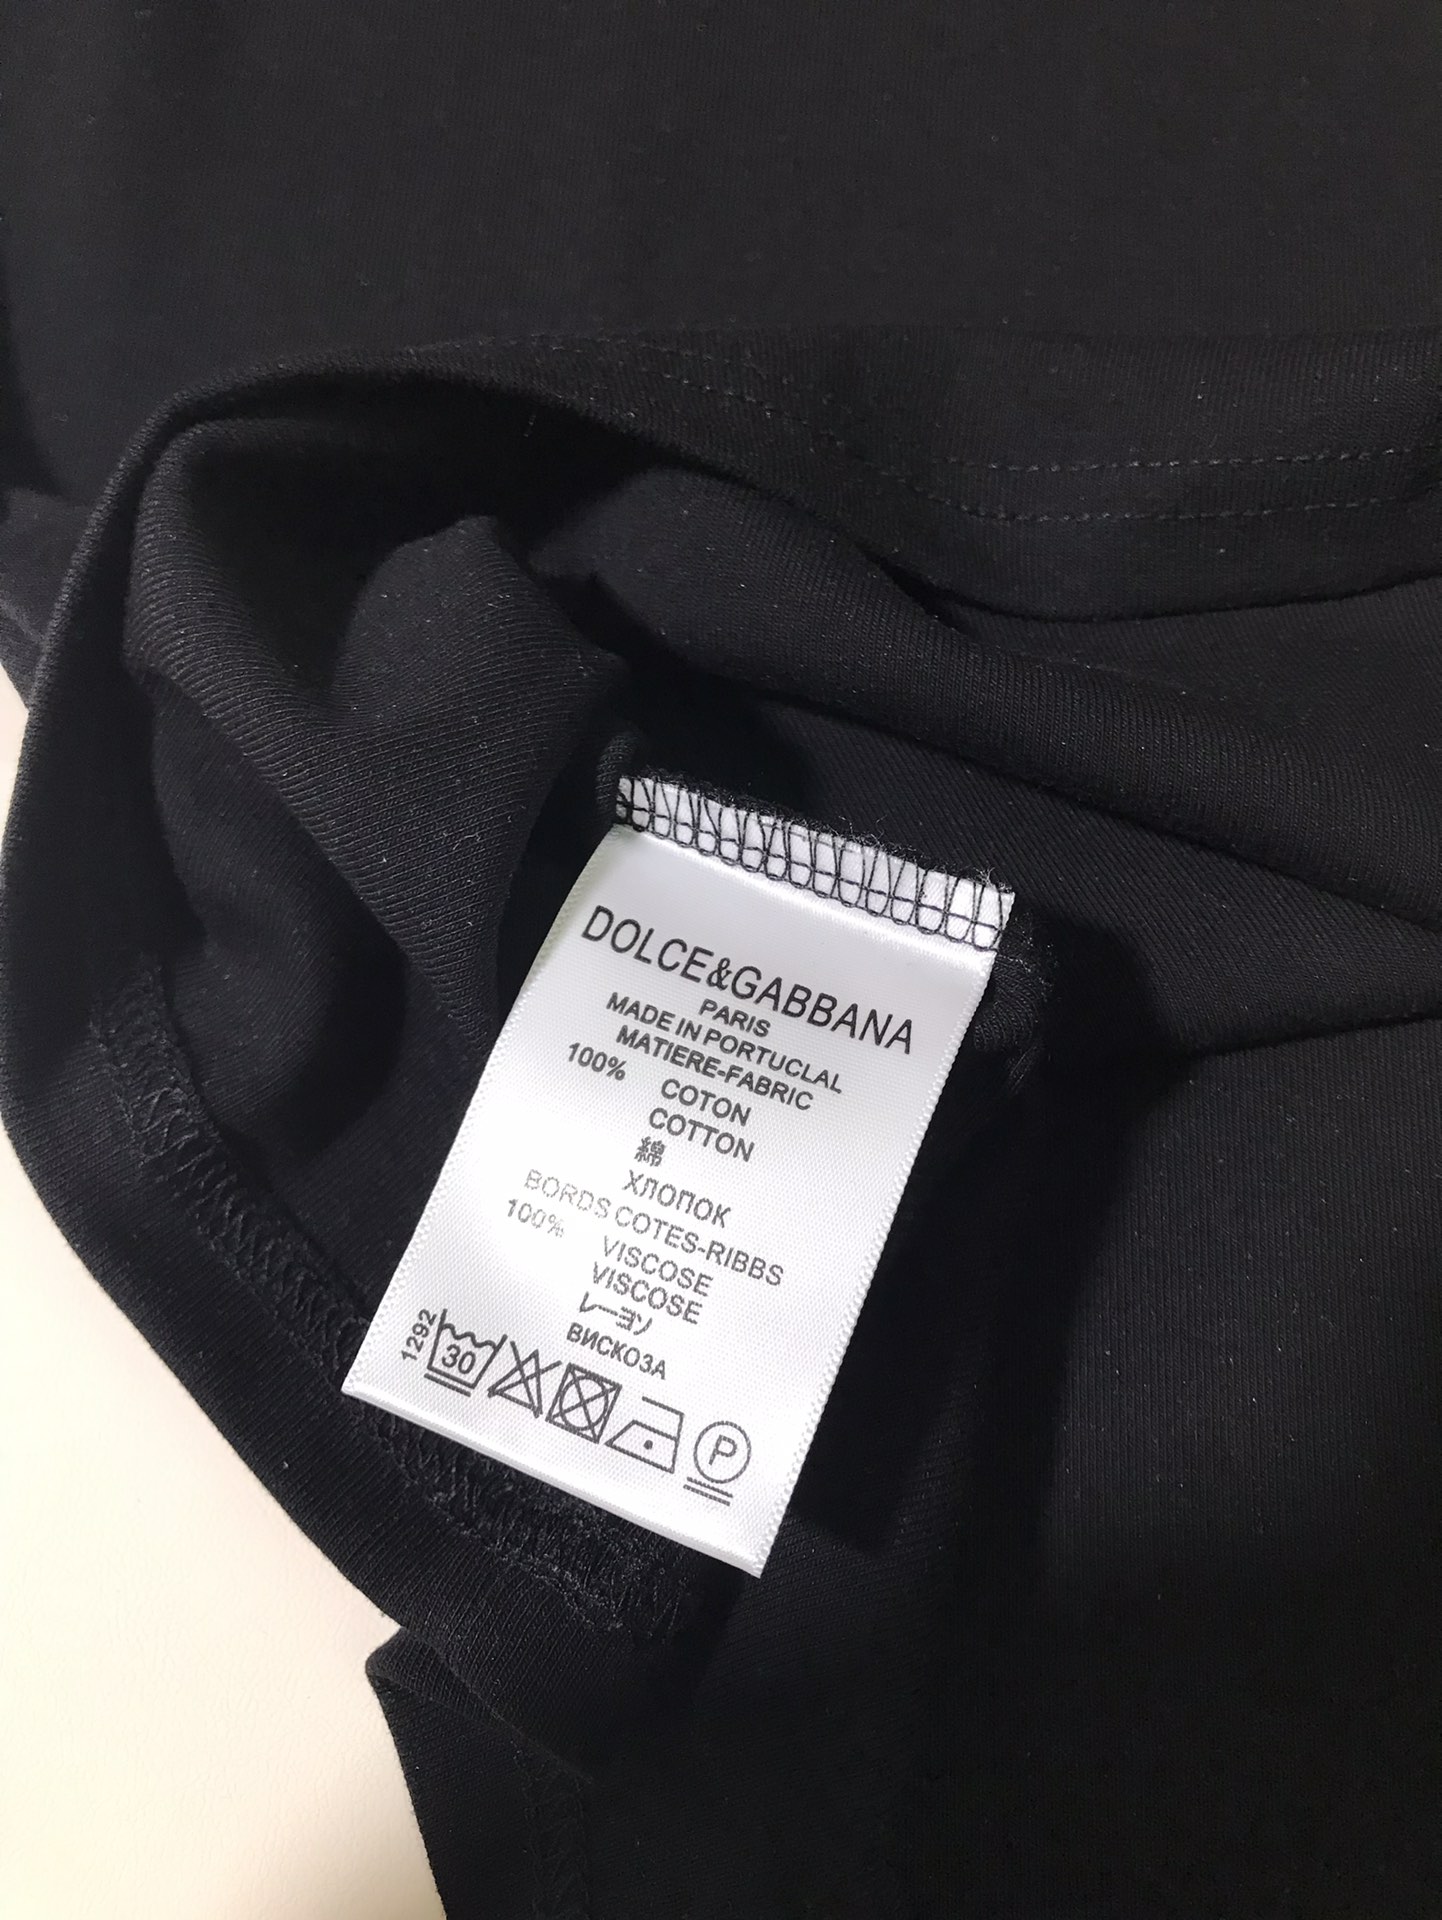 DOLCE&GABBANA
PARIS
MADE IN PORTUCLAL
MATIERE-FABRIC
100% COTON
COTTON
綿
ХЛОПОК
BORDS COTES-RIBBS
100% VISCOSE
VISCOSE
レーヨン
ВИСКОЗА
1292
30
P